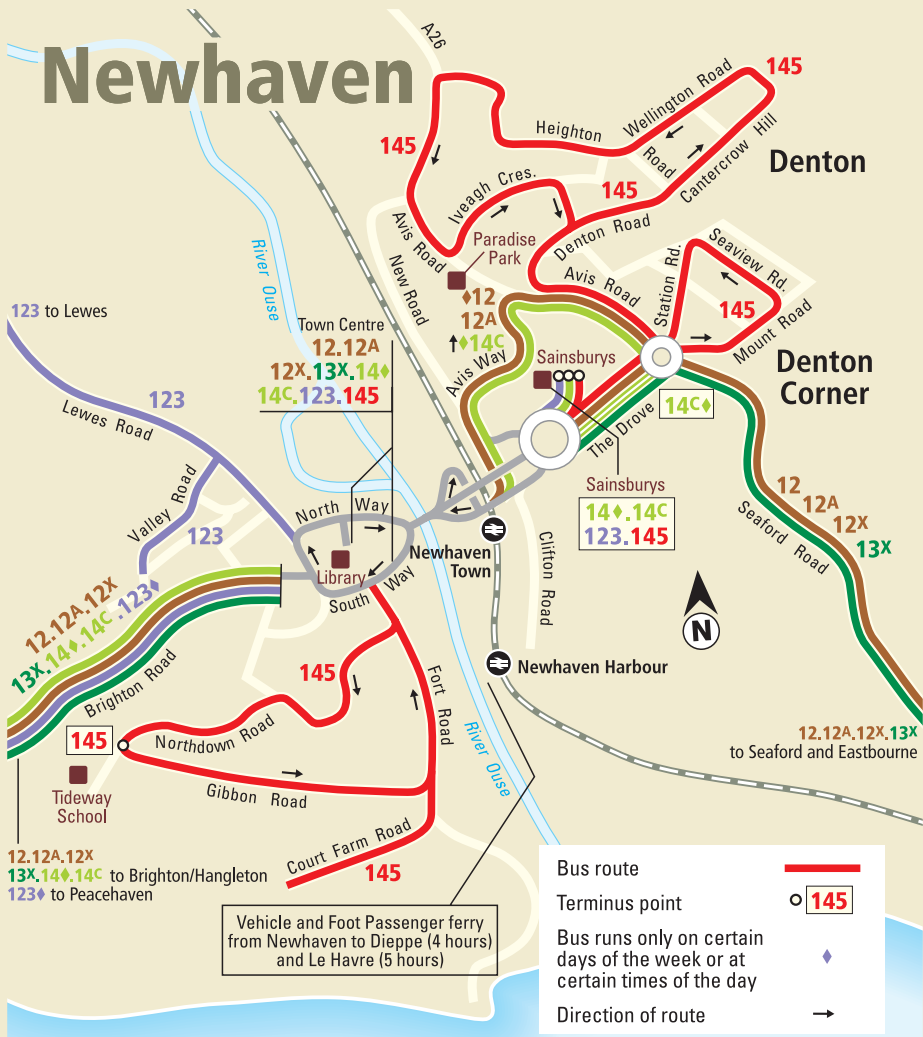 Newhaven
A26
145
Wellington Road
Heighton
Road
Cantercrow Hill
Denton
145
145
Iveagh Cres.
Denton Road
Avis Road
Paradise
Park
New Road
Avis Road
Station Rd.
Seaview Rd.
145
Mount Road
Denton
Corner
River Ouse
♦12
12A
♦14C
Avis Way
Sainsburys
14C♦
The Drove
Sainsburys
14♦.14C
123.145
123 to Lewes
123
Lewes Road
Valley Road
123
Town Centre
12.12A
12X.13X.14♦
14C.123.145
North Way
Library
South Way
Newhaven
Town
Clifton Road
N
Newhaven Harbour
12
12A
12X
13X
Seaford Road
12.12A.12X.13X
to Seaford and Eastbourne
12.12A.12X
13X.14♦.14C.123♦
Brighton Road
145
Northdown Road
145
Fort Road
Gibbon Road
River Ouse
Tideway
School
Court Farm Road
145
12.12A.12X
13X.14♦.14C to Brighton/Hangleton
123♦ to Peacehaven
Vehicle and Foot Passenger ferry
from Newhaven to Dieppe (4 hours)
and Le Havre (5 hours)
Bus route
Terminus point
145
Bus runs only on certain
days of the week or at
certain times of the day
♦
Direction of route